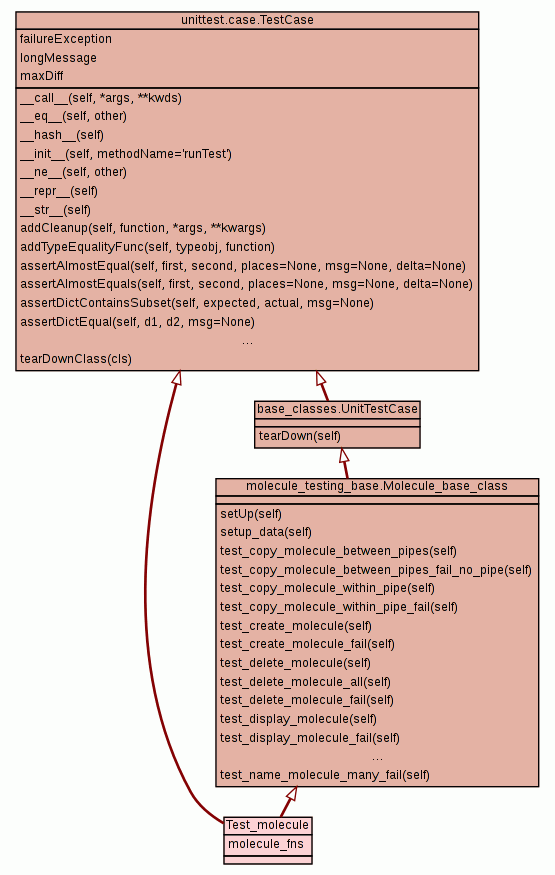 unittest.case.TestCase
failureException
longMessage
maxDiff
__call__(self, *args, **kwds)
__eq__(self, other)
__hash__(self)
__init__(self, methodName='runTest')
__ne__(self, other)
__repr__(self)
__str__(self)
addCleanup(self, function, *args, **kwargs)
addTypeEqualityFunc(self, typeobj, function)
assertAlmostEqual(self, first, second, places=None, msg=None, delta=None)
assertAlmostEquals(self, first, second, places=None, msg=None, delta=None)
assertDictContainsSubset(self, expected, actual, msg=None)
assertDictEqual(self, d1, d2, msg=None)
...
tearDownClass(cls)
base_classes.UnitTestCase
tearDown(self)
molecule_testing_base.Molecule_base_class
setUp(self)
setup_data(self)
test_copy_molecule_between_pipes(self)
test_copy_molecule_between_pipes_fail_no_pipe(self)
test_copy_molecule_within_pipe(self)
test_copy_molecule_within_pipe_fail(self)
test_create_molecule(self)
test_create_molecule_fail(self)
test_delete_molecule(self)
test_delete_molecule_all(self)
test_delete_molecule_fail(self)
test_display_molecule(self)
test_display_molecule_fail(self)
...
test_name_molecule_many_fail(self)
Test_molecule
molecule_fns